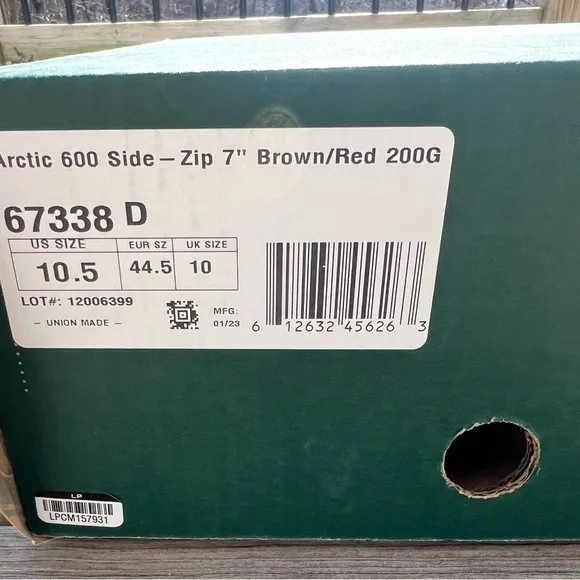 Arctic 600 Side-Zip 7" Brown/Red 200G
67338 D
US SIZE EUR SZ UK SIZE
10.5 44.5 10
LOT#: 12006399
- UNION MADE -
MFG:
01/23
6 12632 45626 3
LP
LPCM157931